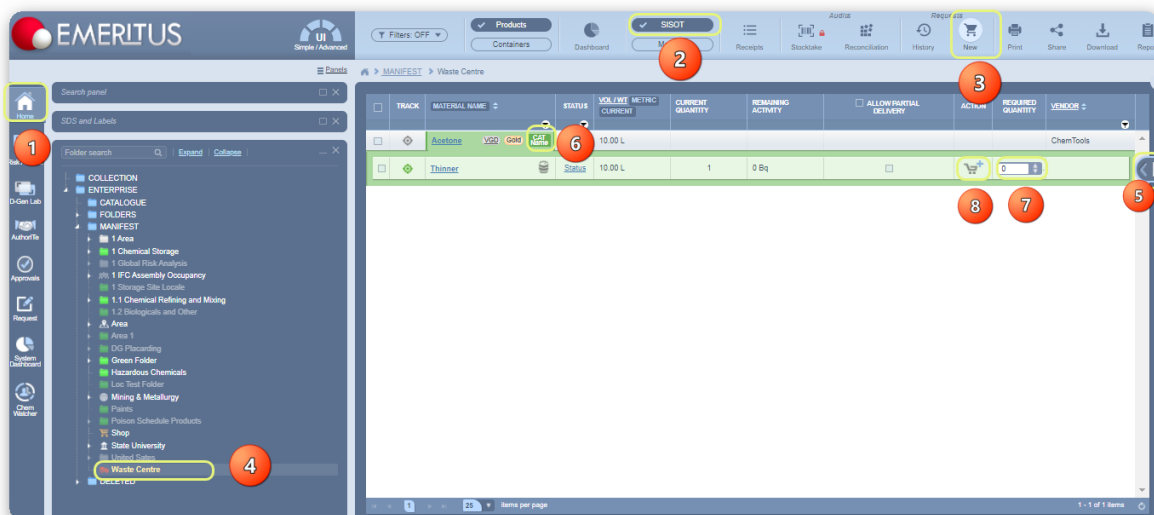 EMERITUS
UI
Simple / Advanced
Filters: OFF
Products
Containers
Dashboard
SISOT
2
Receipts
Audits
Stocktake
Reconciliation
Requests
History
New
3
Print
Share
Download
Panels
MANIFEST > Waste Centre
Home
1
D-Gen Lab
AuthorITe
Approvals
Request
System
Dashboard
Chem
Watcher
Search panel
SDS and Labels
Folder search
Expand
Collapse
COLLECTION
ENTERPRISE
CATALOGUE
FOLDERS
MANIFEST
1 Area
1 Chemical Storage
1 Global Risk Analysis
1 IFC Assembly Occupancy
1 Storage Site Locale
1.1 Chemical Refining and Mixing
1.2 Biologicals and Other
Area
Area 1
DG Placarding
Green Folder
Hazardous Chemicals
Loc Test Folder
Mining & Metallurgy
Paints
Poison Schedule Products
Shop
State University
United Sates
Waste Centre
4
DELETED
TRACK
MATERIAL NAME
STATUS
VOL / WT METRIC
CURRENT
CURRENT
QUANTITY
REMAINING
ACTIVITY
ALLOW PARTIAL
DELIVERY
ACTION
REQUIRED
QUANTITY
VENDOR
Acetone VGD Gold CAT Name 6 10.00 L ChemTools
Thinner Status 10.00 L 1 0 Bq 0
5
8
7
1
25 items per page
1 - 1 of 1 items